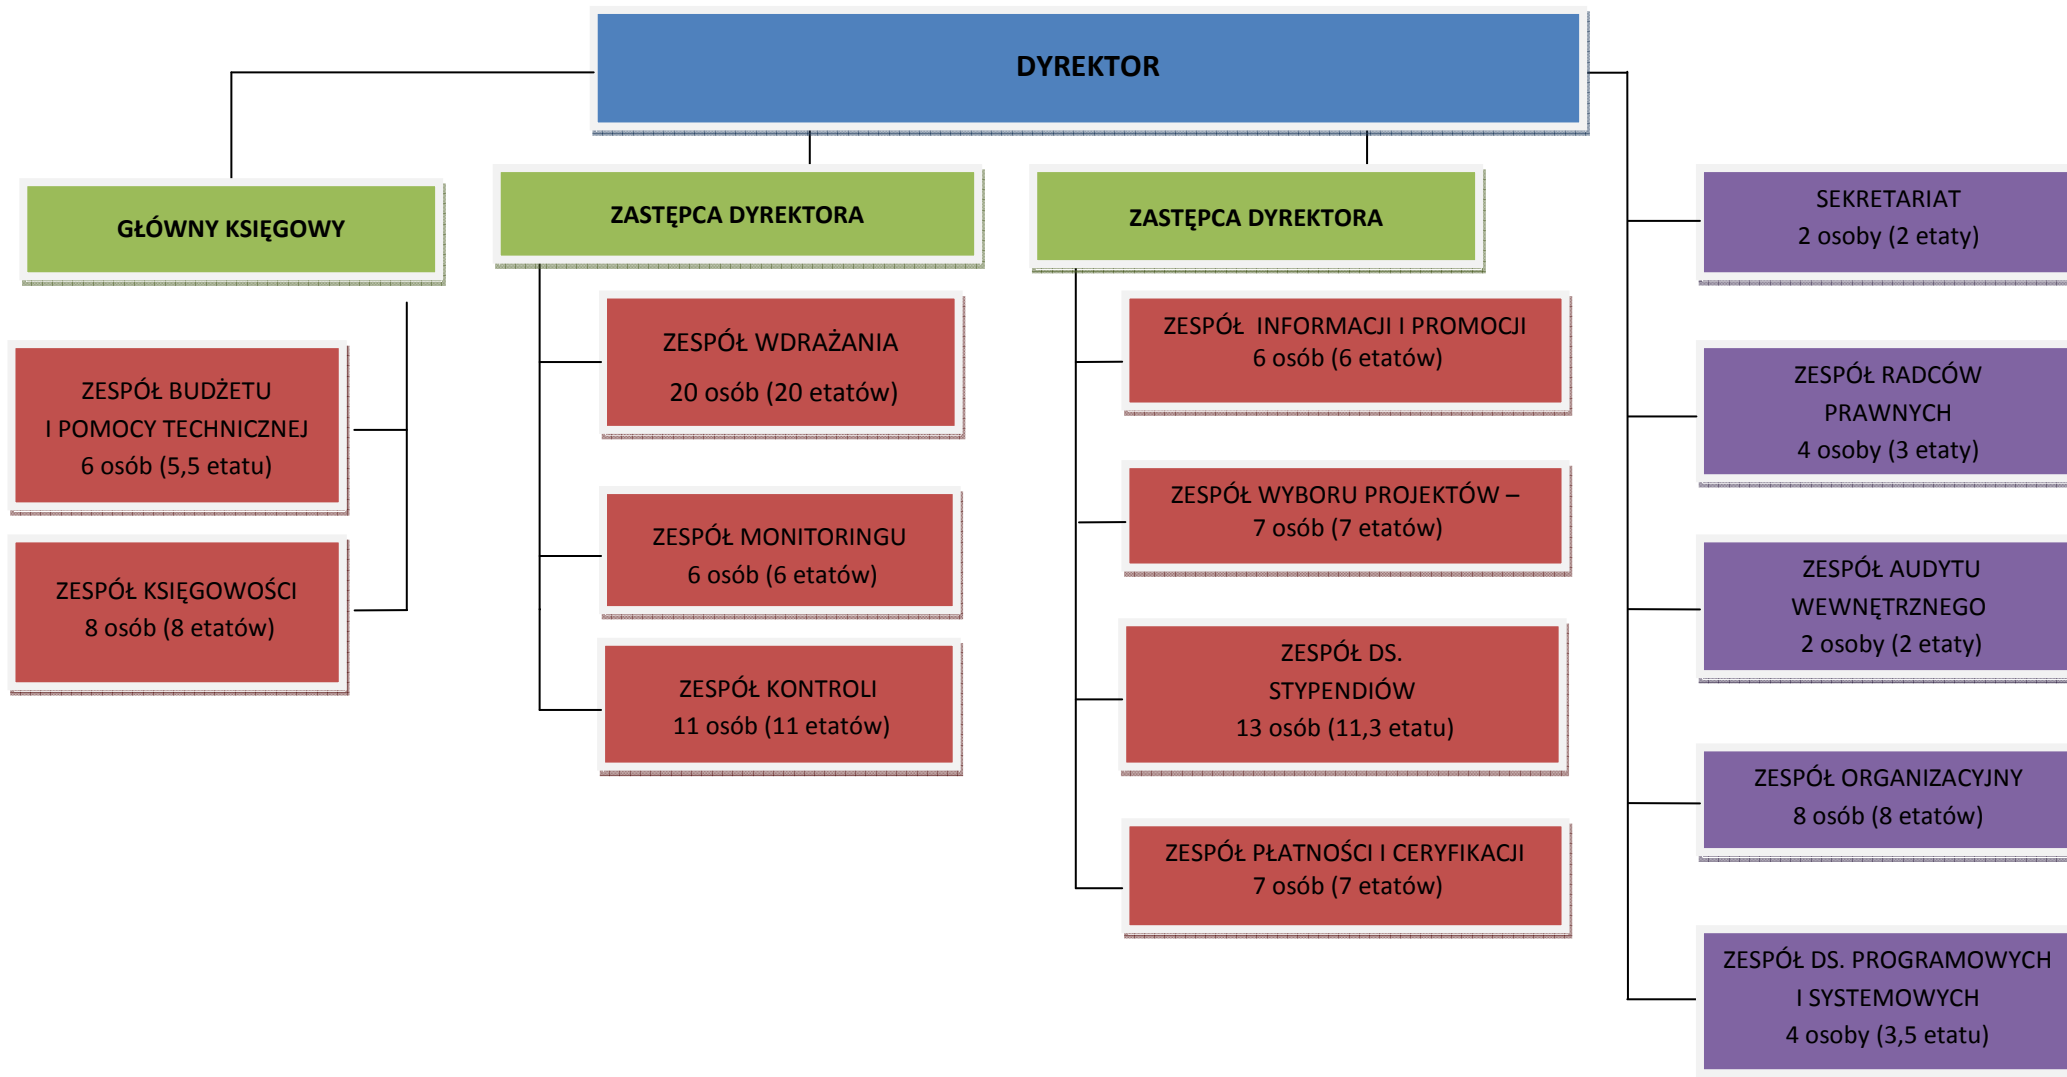 DYREKTOR
GŁÓWNY KSIĘGOWY
ZESPÓŁ BUDŻETU
I POMOCY TECHNICZNEJ
6 osób (5,5 etatu)
ZESPÓŁ KSIĘGOWOŚCI
8 osób (8 etatów)
ZASTĘPCA DYREKTORA
ZESPÓŁ WDRAŻANIA
20 osób (20 etatów)
ZESPÓŁ MONITORINGU
6 osób (6 etatów)
ZESPÓŁ KONTROLI
11 osób (11 etatów)
ZASTĘPCA DYREKTORA
ZESPÓŁ INFORMACJI I PROMOCJI
6 osób (6 etatów)
ZESPÓŁ WYBORU PROJEKTÓW –
7 osób (7 etatów)
ZESPÓŁ DS.
STYPENDIÓW
13 osób (11,3 etatu)
ZESPÓŁ PŁATNOŚCI I CERYFIKACJI
7 osób (7 etatów)
SEKRETARIAT
2 osoby (2 etaty)
ZESPÓŁ RADCÓW
PRAWNYCH
4 osoby (3 etaty)
ZESPÓŁ AUDYTU
WEWNĘTRZNEGO
2 osoby (2 etaty)
ZESPÓŁ ORGANIZACYJNY
8 osób (8 etatów)
ZESPÓŁ DS. PROGRAMOWYCH
I SYSTEMOWYCH
4 osoby (3,5 etatu)